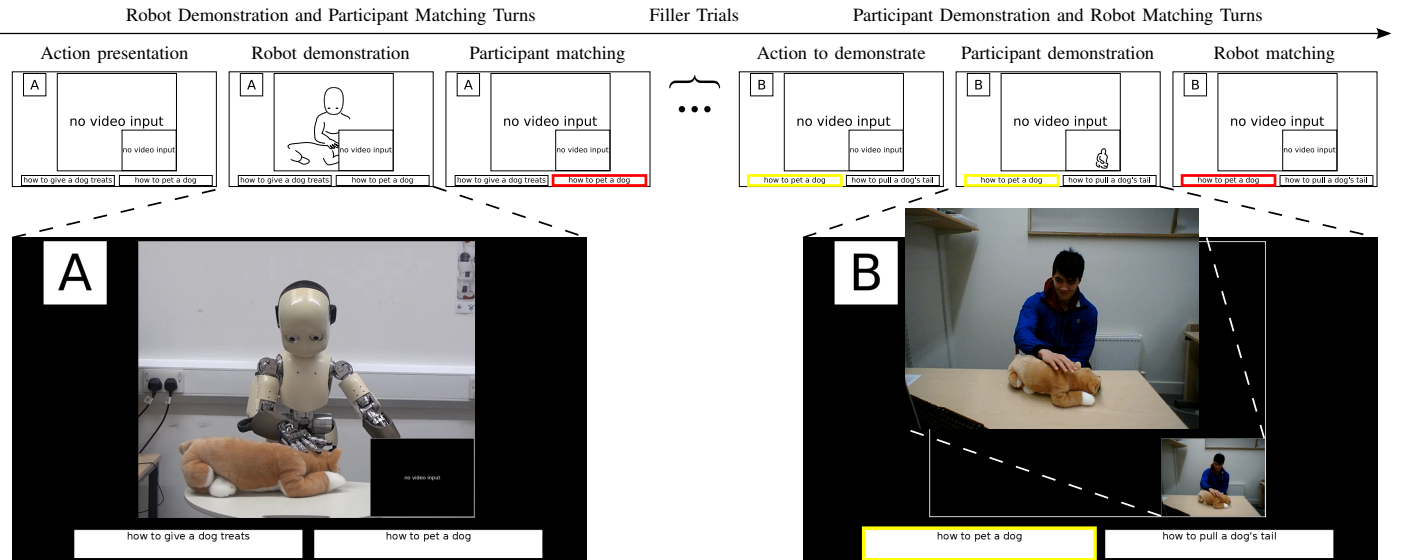 Robot Demonstration and Participant Matching Turns
Filler Trials
Participant Demonstration and Robot Matching Turns
Action presentation
Robot demonstration
Participant matching
Action to demonstrate
Participant demonstration
Robot matching
A
no video input
no video input
how to give a dog treats
how to pet a dog
A
no video input
how to give a dog treats
how to pet a dog
A
no video input
no video input
how to give a dog treats
how to pet a dog
...
B
no video input
no video input
how to pet a dog
how to pull a dog's tail
B
no video input
how to pet a dog
how to pull a dog's tail
B
no video input
no video input
how to pet a dog
how to pull a dog's tail
A
no video input
how to give a dog treats
how to pet a dog
B
how to pet a dog
how to pull a dog's tail